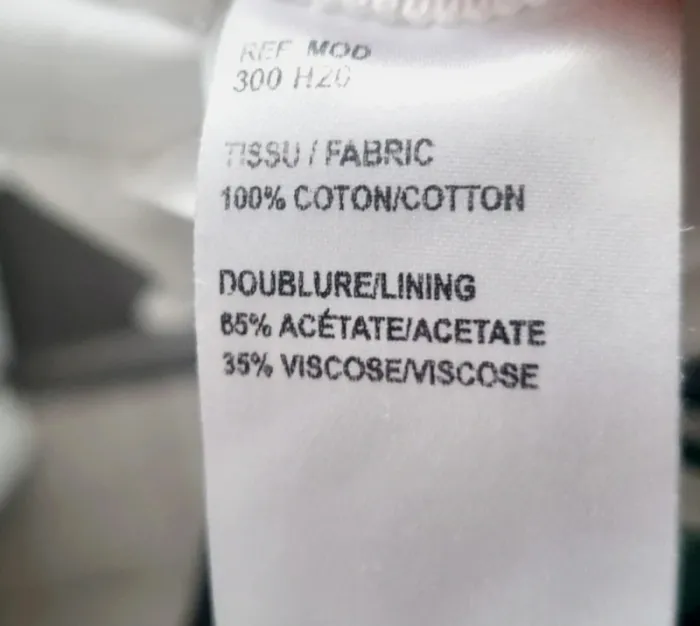 REF MOD
300 H20
TISSU / FABRIC
100% COTON/COTTON
DOUBLURE/LINING
65% ACÉTATE/ACETATE
35% VISCOSE/VISCOSE